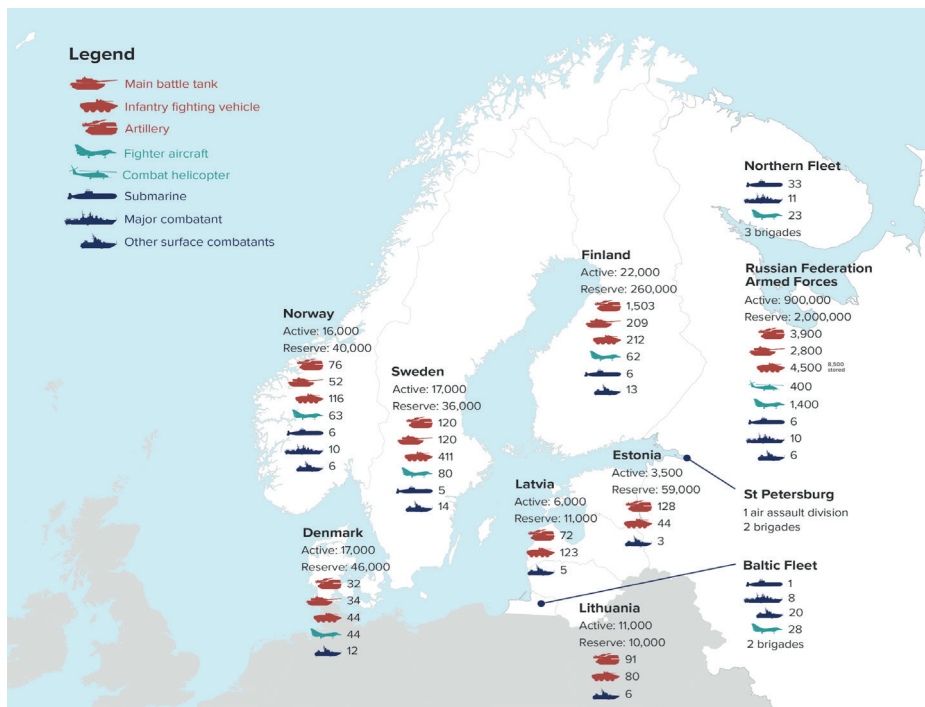 Legend
Main battle tank
Infantry fighting vehicle
Artillery
Fighter aircraft
Combat helicopter
Submarine
Major combatant
Other surface combatants
Northern Fleet
33
11
23
3 brigades
Finland
Active: 22,000
Reserve: 260,000
1,503
209
212
62
6
13
Russian Federation
Armed Forces
Active: 900,000
Reserve: 2,000,000
3,900
2,800
4,500 8,500
stored
400
1,400
6
10
6
Norway
Active: 16,000
Reserve: 40,000
76
52
116
63
6
10
6
Sweden
Active: 17,000
Reserve: 36,000
120
120
411
80
5
14
Estonia
Active: 3,500
Reserve: 59,000
128
44
3
Latvia
Active: 6,000
Reserve: 11,000
72
123
5
St Petersburg
1 air assault division
2 brigades
Denmark
Active: 17,000
Reserve: 46,000
32
34
44
44
12
Baltic Fleet
1
8
20
28
2 brigades
Lithuania
Active: 11,000
Reserve: 10,000
91
80
6